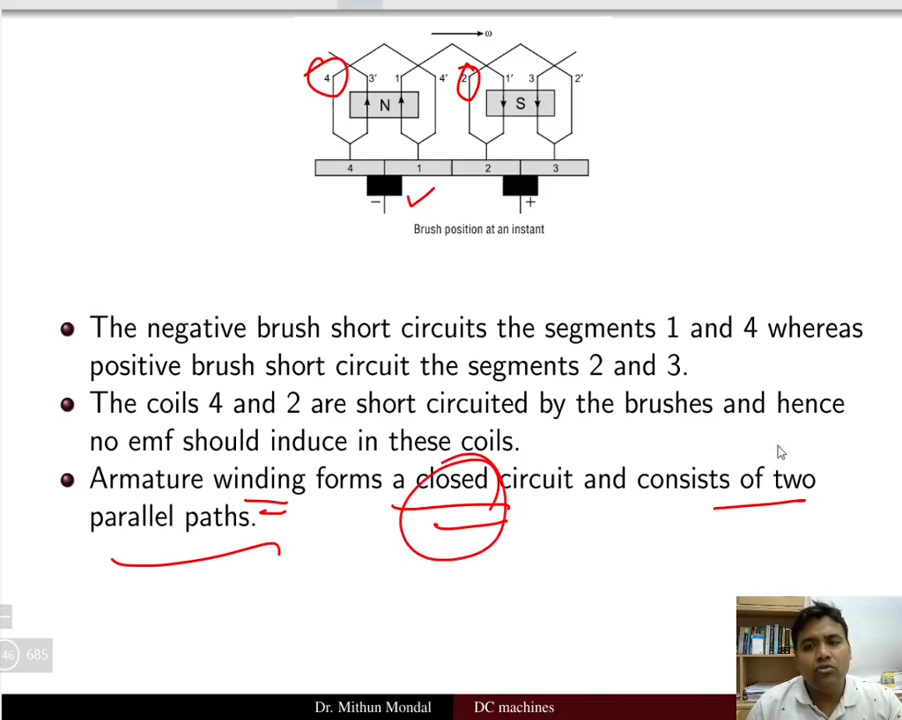 ω
4 3' 1 4' 2 1' 3 2'
N S
4 1 2 3
− +
Brush position at an instant
The negative brush short circuits the segments 1 and 4 whereas
positive brush short circuit the segments 2 and 3.
The coils 4 and 2 are short circuited by the brushes and hence
no emf should induce in these coils.
Armature winding forms a closed circuit and consists of two
parallel paths.
46 685
Dr. Mithun Mondal DC machines